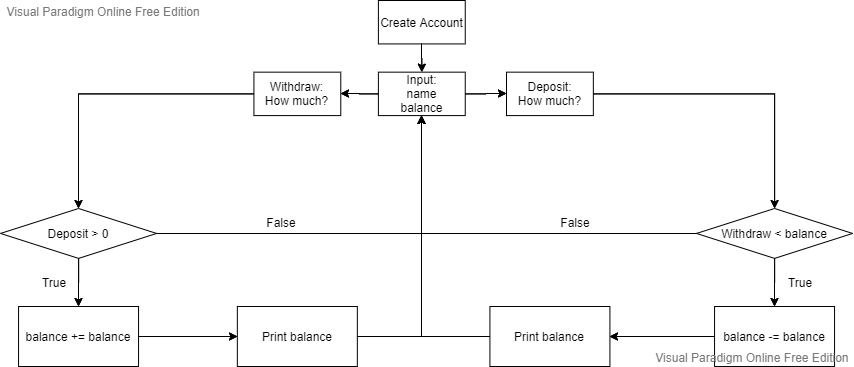 Visual Paradigm Online Free Edition
Create Account
Withdraw:
How much?
Input:
name
balance
Deposit:
How much?
Deposit > 0
False
False
Withdraw < balance
True
True
balance += balance
Print balance
Print balance
balance -= balance
Visual Paradigm Online Free Edition